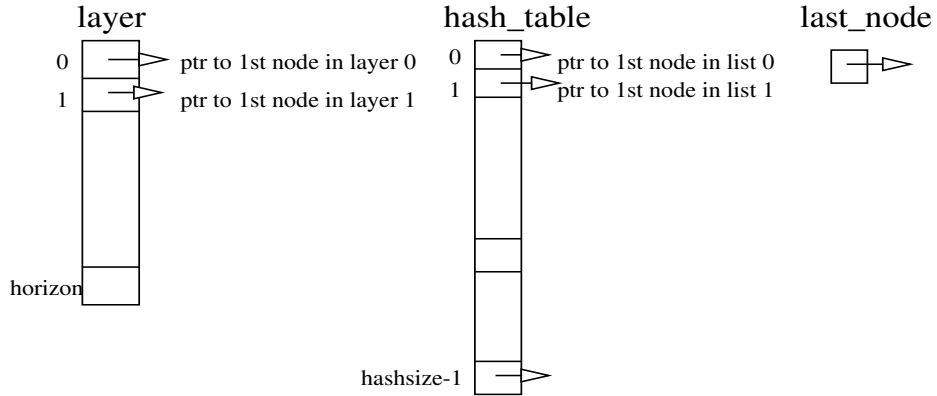 layer
0 ptr to 1st node in layer 0
1 ptr to 1st node in layer 1
horizon
hash_table
0 ptr to 1st node in list 0
1 ptr to 1st node in list 1
hashsize-1
last_node